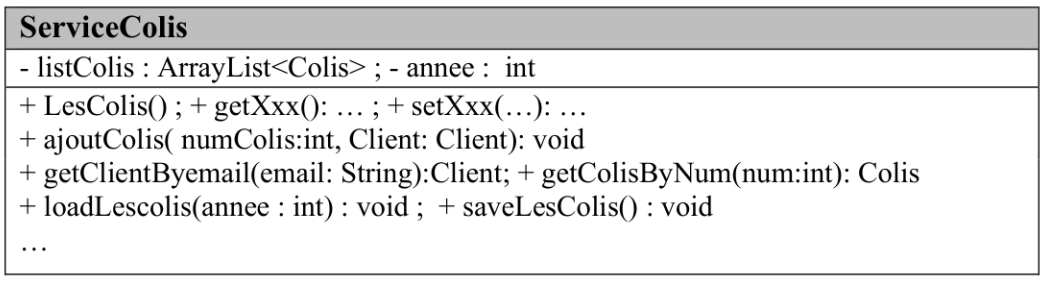 ServiceColis
- listColis : ArrayList<Colis> ; - annee :  int
+ LesColis() ; + getXxx(): … ; + setXxx(…): …
+ ajoutColis( numColis:int, Client: Client): void
+ getClientByemail(email: String):Client; + getColisByNum(num:int): Colis
+ loadLescolis(annee : int) : void ;  + saveLesColis() : void
…